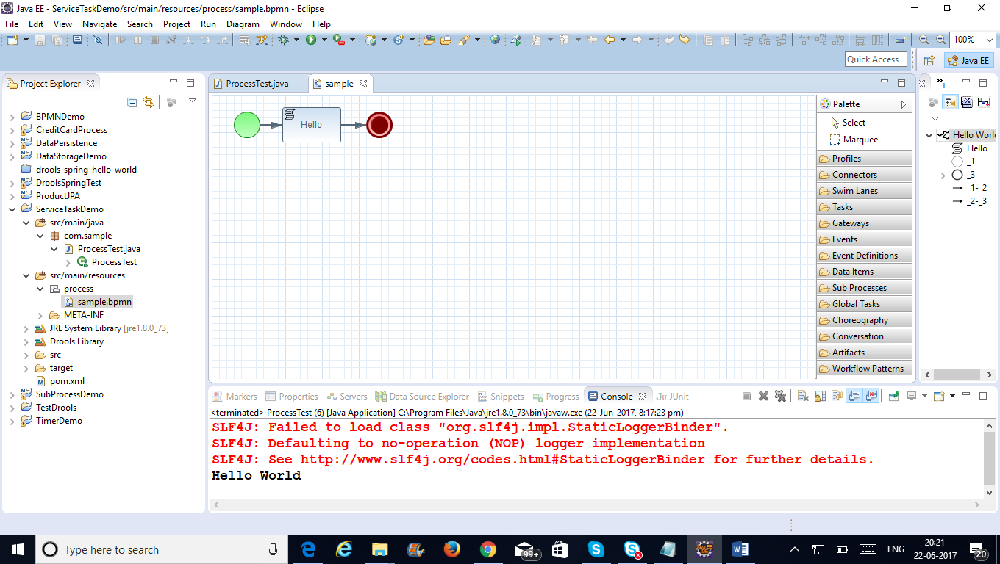 Java EE - ServiceTaskDemo/src/main/resources/process/sample.bpmn - Eclipse
File Edit View Navigate Search Project Run Diagram Window Help
100%
Quick Access
Java EE
Project Explorer
BPMNDemo
CreditCardProcess
DataPersistence
DataStorageDemo
drools-spring-hello-world
DroolsSpringTest
ProductJPA
ServiceTaskDemo
src/main/java
com.sample
ProcessTest.java
ProcessTest
src/main/resources
process
sample.bpmn
META-INF
JRE System Library [jre1.8.0_73]
Drools Library
src
target
pom.xml
SubProcessDemo
TestDrools
TimerDemo
ProcessTest.java
sample
Hello
Palette
Select
Marquee
Profiles
Connectors
Swim Lanes
Tasks
Gateways
Events
Event Definitions
Data Items
Sub Processes
Global Tasks
Choreography
Conversation
Artifacts
Workflow Patterns
1
Hello
_1
_3
_1-_2
_2-_3
Markers Properties Servers Data Source Explorer Snippets Progress Console JUnit
<terminated> ProcessTest (6) [Java Application] C:\Program Files\Java\jre1.8.0_73\bin\javaw.exe (22-Jun-2017, 8:17:23 pm)
SLF4J: Failed to load class "org.slf4j.impl.StaticLoggerBinder".
SLF4J: Defaulting to no-operation (NOP) logger implementation
SLF4J: See http://www.slf4j.org/codes.html#StaticLoggerBinder for further details.
Hello World
Type here to search
99+
ENG
20:21
22-06-2017
20